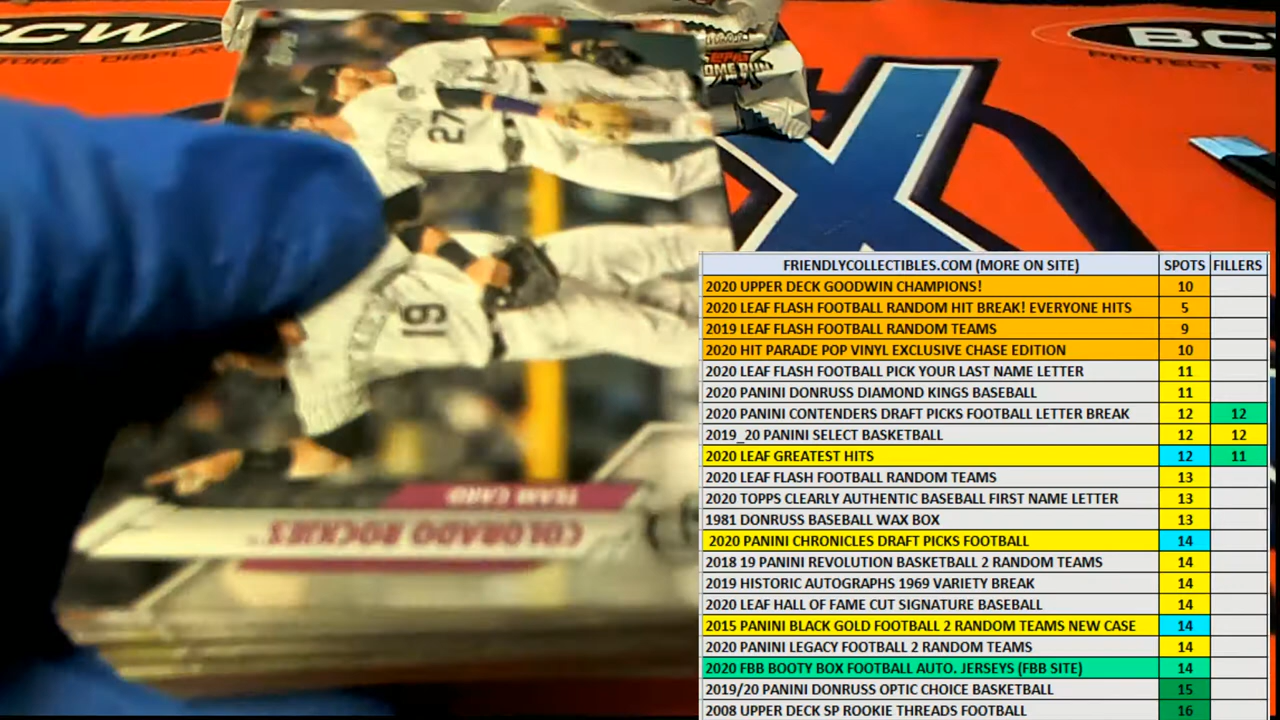 BCW
STORE DISPLAY
TOPPS
27
19
TEAM CARD
COLORADO ROCKIES
BCW
PROTECT - S
FRIENDLYCOLLECTIBLES.COM (MORE ON SITE) SPOTS FILLERS
2020 UPPER DECK GOODWIN CHAMPIONS! 10
2020 LEAF FLASH FOOTBALL RANDOM HIT BREAK! EVERYONE HITS 5
2019 LEAF FLASH FOOTBALL RANDOM TEAMS 9
2020 HIT PARADE POP VINYL EXCLUSIVE CHASE EDITION 10
2020 LEAF FLASH FOOTBALL PICK YOUR LAST NAME LETTER 11
2020 PANINI DONRUSS DIAMOND KINGS BASEBALL 11
2020 PANINI CONTENDERS DRAFT PICKS FOOTBALL LETTER BREAK 12 12
2019_20 PANINI SELECT BASKETBALL 12 12
2020 LEAF GREATEST HITS 12 11
2020 LEAF FLASH FOOTBALL RANDOM TEAMS 13
2020 TOPPS CLEARLY AUTHENTIC BASEBALL FIRST NAME LETTER 13
1981 DONRUSS BASEBALL WAX BOX 13
2020 PANINI CHRONICLES DRAFT PICKS FOOTBALL 14
2018 19 PANINI REVOLUTION BASKETBALL 2 RANDOM TEAMS 14
2019 HISTORIC AUTOGRAPHS 1969 VARIETY BREAK 14
2020 LEAF HALL OF FAME CUT SIGNATURE BASEBALL 14
2015 PANINI BLACK GOLD FOOTBALL 2 RANDOM TEAMS NEW CASE 14
2020 PANINI LEGACY FOOTBALL 2 RANDOM TEAMS 14
2020 FBB BOOTY BOX FOOTBALL AUTO. JERSEYS (FBB SITE) 14
2019/20 PANINI DONRUSS OPTIC CHOICE BASKETBALL 15
2008 UPPER DECK SP ROOKIE THREADS FOOTBALL 16